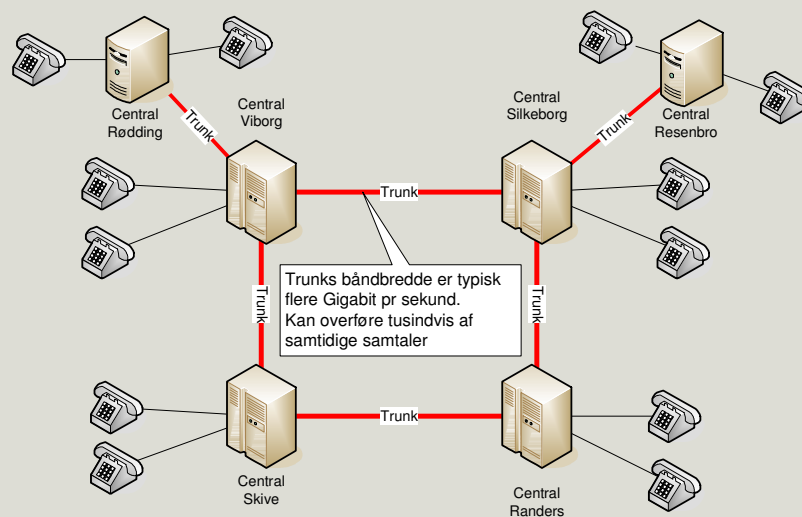 Central
Rødding
Trunk
Central
Viborg
Central
Silkeborg
Trunk
Central
Resenbro
Trunk
Trunks båndbredde er typisk
flere Gigabit pr sekund.
Kan overføre tusindvis af
samtidige samtaler
Trunk
Trunk
Trunk
Central
Skive
Central
Randers